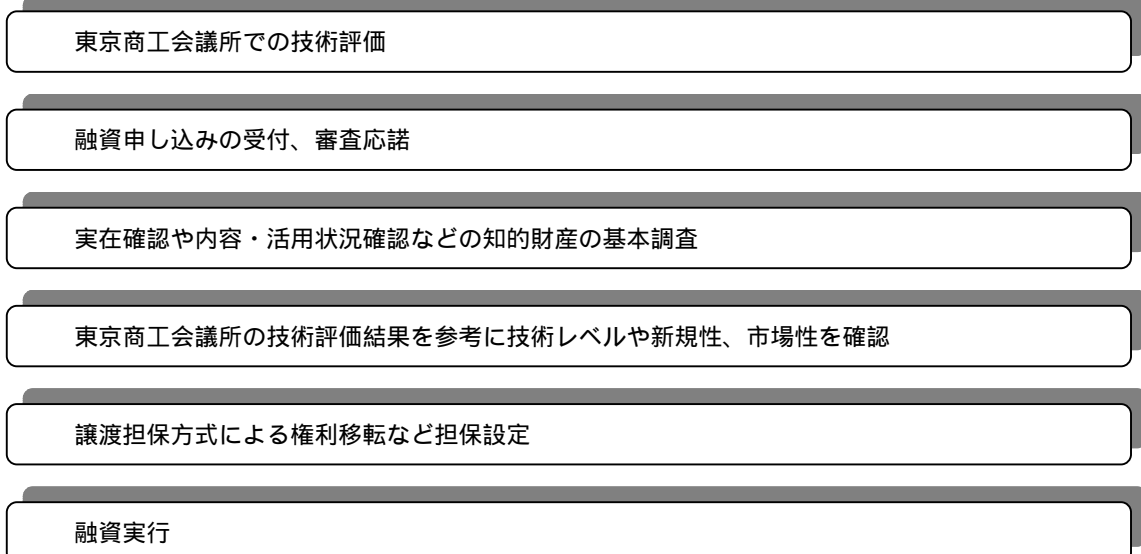 東京商工会議所での技術評価
融資申し込みの受付、審査応諾
実在確認や内容・活用状況確認などの知的財産の基本調査
東京商工会議所の技術評価結果を参考に技術レベルや新規性、市場性を確認
譲渡担保方式による権利移転など担保設定
融資実行